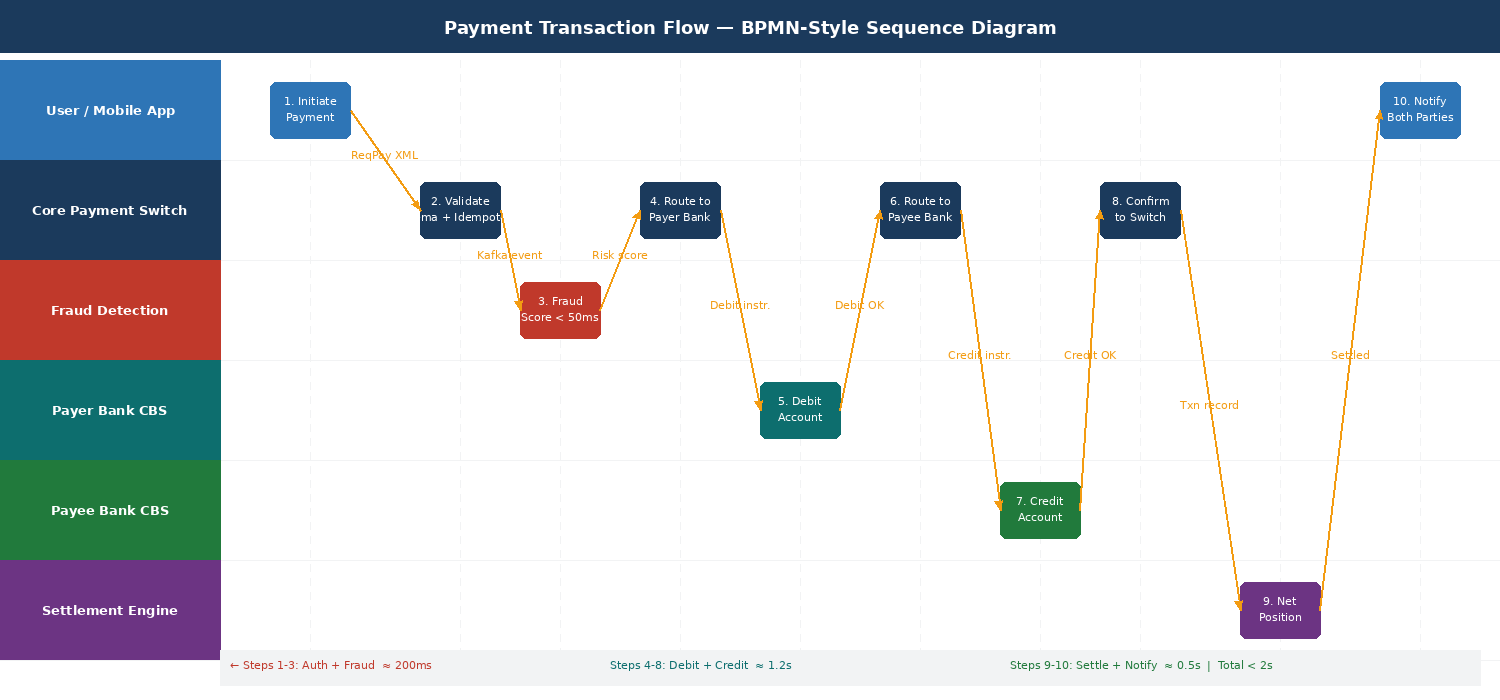 Payment Transaction Flow — BPMN-Style Sequence Diagram
User / Mobile App
1. Initiate
Payment
10. Notify
Both Parties
ReqPay XML
Core Payment Switch
2. Validate
ma + Idempot
4. Route to
Payer Bank
6. Route to
Payee Bank
8. Confirm
to Switch
Kafka event
Risk score
Fraud Detection
3. Fraud
Score < 50ms
Debit instr.
Debit OK
Credit instr.
Credit OK
Settled
Payer Bank CBS
5. Debit
Account
Txn record
Payee Bank CBS
7. Credit
Account
Settlement Engine
9. Net
Position
← Steps 1-3: Auth + Fraud ≈ 200ms
Steps 4-8: Debit + Credit ≈ 1.2s
Steps 9-10: Settle + Notify ≈ 0.5s | Total < 2s